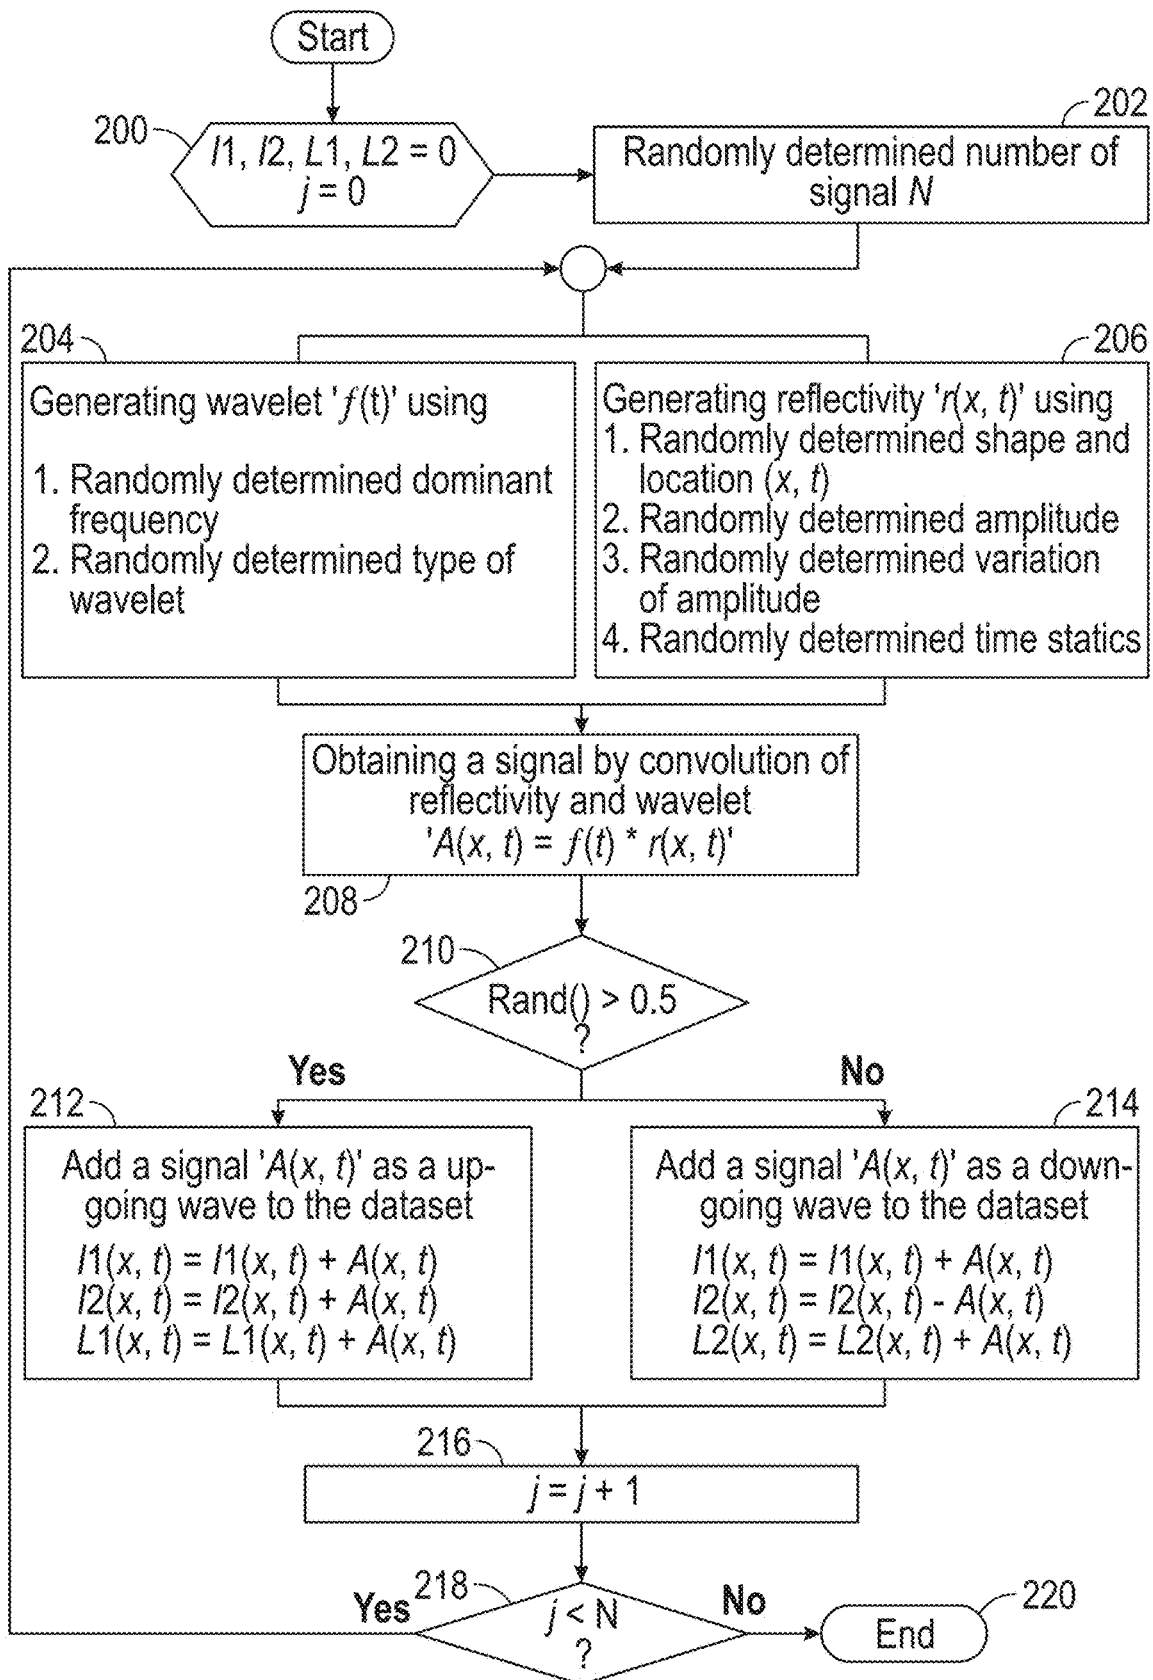 Start
200
I1, I2, L1, L2 = 0
j = 0
202
Randomly determined number of
signal N
204
Generating wavelet 'f(t)' using
1. Randomly determined dominant
frequency
2. Randomly determined type of
wavelet
206
Generating reflectivity 'r(x, t)' using
1. Randomly determined shape and
location (x, t)
2. Randomly determined amplitude
3. Randomly determined variation
of amplitude
4. Randomly determined time statics
Obtaining a signal by convolution of
reflectivity and wavelet
'A(x, t) = f(t) * r(x, t)'
208
210
Rand() > 0.5
?
Yes
No
212
Add a signal 'A(x, t)' as a up-
going wave to the dataset
I1(x, t) = I1(x, t) + A(x, t)
I2(x, t) = I2(x, t) + A(x, t)
L1(x, t) = L1(x, t) + A(x, t)
214
Add a signal 'A(x, t)' as a down-
going wave to the dataset
I1(x, t) = I1(x, t) + A(x, t)
I2(x, t) = I2(x, t) - A(x, t)
L2(x, t) = L2(x, t) + A(x, t)
216
j = j + 1
Yes
218
j < N
?
No
220
End